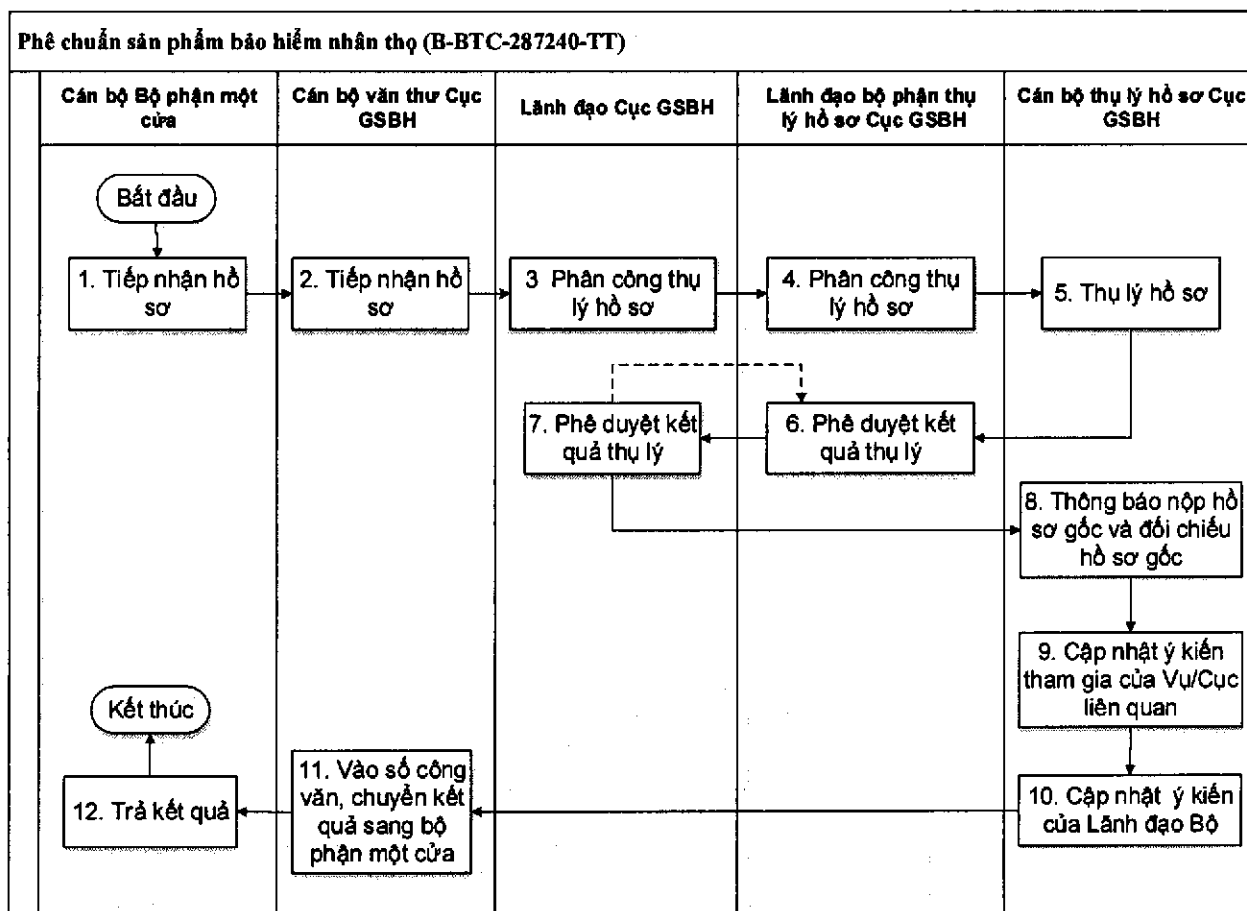 Phê chuẩn sản phẩm bảo hiểm nhân thọ (B-BTC-287240-TT)
Cán bộ Bộ phận một
cửa
Cán bộ văn thư Cục
GSBH
Lãnh đạo Cục GSBH
Lãnh đạo bộ phận thụ
lý hồ sơ Cục GSBH
Cán bộ thụ lý hồ sơ Cục
GSBH
Bắt đầu
1. Tiếp nhận hồ
sơ
2. Tiếp nhận hồ
sơ
3 Phân công thụ
lý hồ sơ
4. Phân công thụ
lý hồ sơ
5. Thụ lý hồ sơ
7. Phê duyệt kết
quả thụ lý
6. Phê duyệt kết
quả thụ lý
8. Thông báo nộp hồ
sơ gốc và đối chiếu
hồ sơ gốc
9. Cập nhật ý kiến
tham gia của Vụ/Cục
liên quan
Kết thúc
12. Trả kết quả
11. Vào số công
văn, chuyển kết
quả sang bộ
phận một cửa
10. Cập nhật ý kiến
của Lãnh đạo Bộ